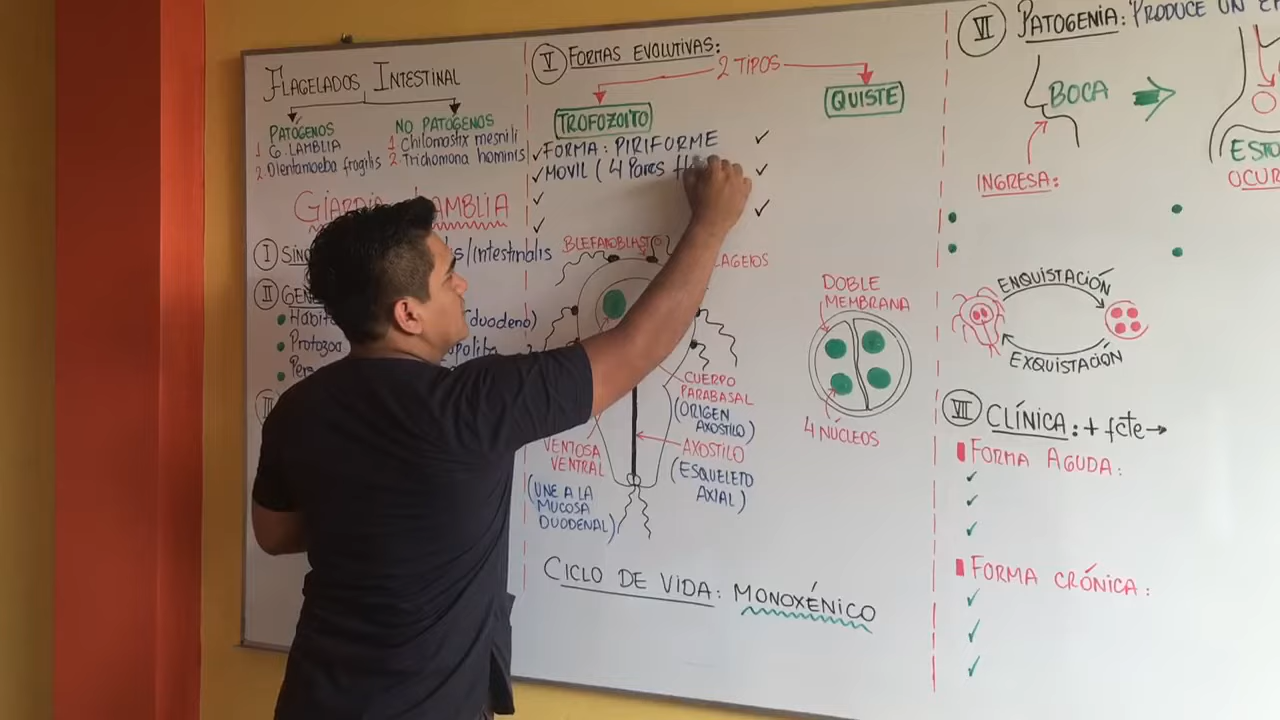 FLAGELADOS INTESTINAL
PATÓGENOS
1 G. LAMBLIA
2. Dientamoeba fragilis
NO PATOGENOS
1 Chilomastix mesnili
2. Trichomona hominis
LAMBLIA
I
/intestinalis
II
duodeno)
Protozoa
V FORMAS EVOLUTIVAS:
2 TIPOS
TROFOZOITO
QUISTE
✓ FORMA: PIRIFORME ✓
✓ MOVIL (4 Pares ✓
✓ ✓
✓
BLEFAROBLASTO
CUERPO
PARABASAL
(ORIGEN
AXOSTILO)
AXOSTILO
(ESQUELETO
AXIAL)
VENTOSA
VENTRAL
(UNE A LA
MUCOSA
DUODENAL)
DOBLE
MEMBRANA
4 NÚCLEOS
CICLO DE VIDA: MONOXÉNICO
VI PATOGENIA: PRODUCE UN
BOCA
INGRESA:
ENQUISTACIÓN
EXQUISTACIÓN
VII CLÍNICA: + fcte →
FORMA AGUDA:
✓
✓
✓
FORMA CRÓNICA:
✓
✓
✓